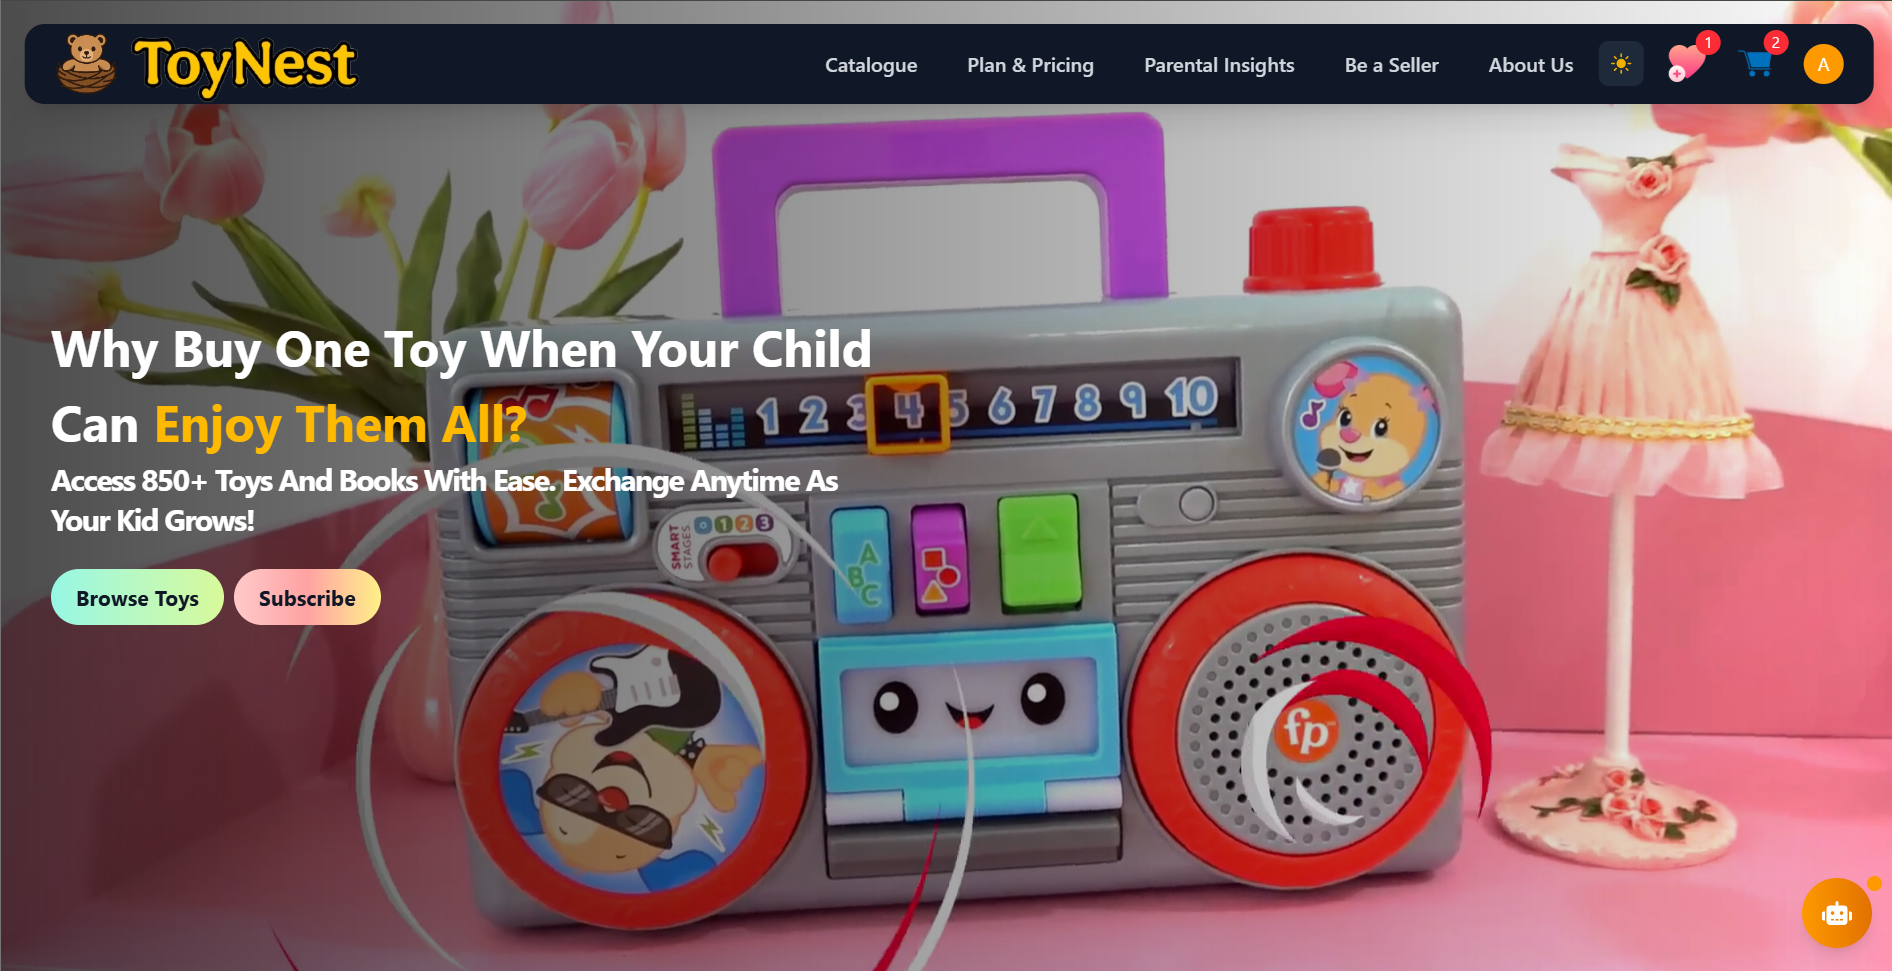 ToyNest
Catalogue
Plan & Pricing
Parental Insights
Be a Seller
About Us
1
2
A
Why Buy One Toy When Your Child
Can Enjoy Them All?
Access 850+ Toys And Books With Ease. Exchange Anytime As
Your Kid Grows!
Browse Toys
Subscribe
1 2 3 4 5 6 7 8 9 10
SMART
STAGES
1 2 3
A
B
C
fp